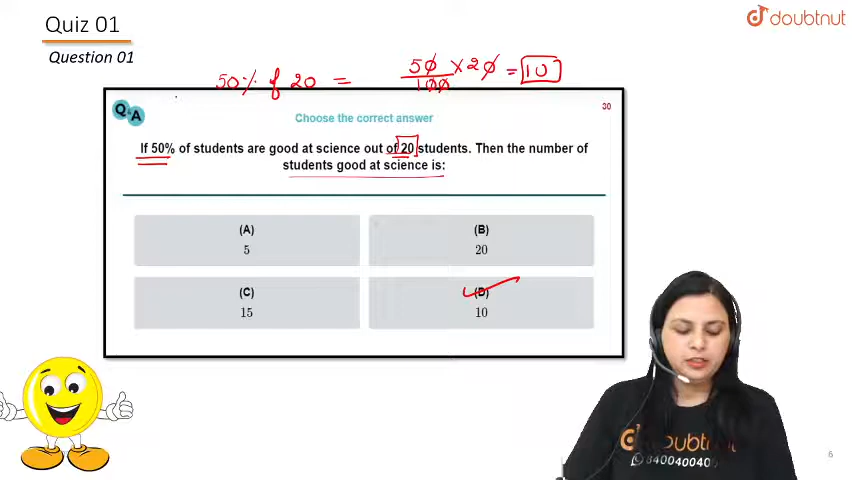 Quiz 01
doubtnut
Question 01
50% of 20 = 50/100 × 20 = 10
Q&A
30
Choose the correct answer
If 50% of students are good at science out of 20 students. Then the number of
students good at science is:
(A)
5
(B)
20
(C)
15
(D)
10
doubtnut
8400400400
6